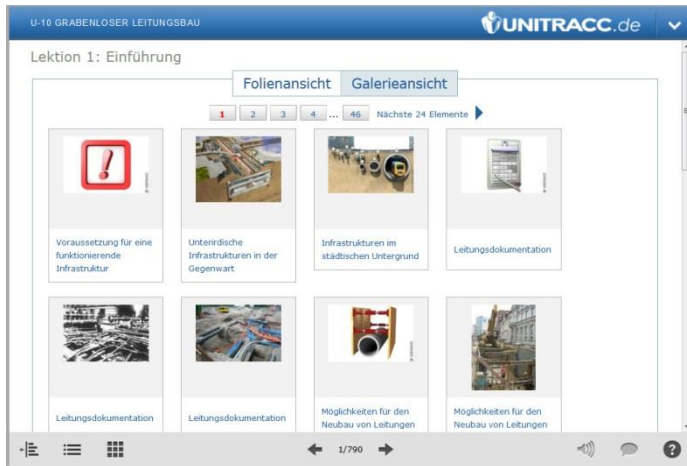 U-10 GRABENLOSER LEITUNGSBAU
UNITRACC.de
Lektion 1: Einführung
Folienansicht Galerieansicht
1 2 3 4 ... 46 Nächste 24 Elemente
Voraussetzung für eine
funktionierende
Infrastruktur
Unterirdische
Infrastrukturen in der
Gegenwart
Infrastrukturen im
städtischen Untergrund
Leitungsdokumentation
Leitungsdokumentation
Leitungsdokumentation
Möglichkeiten für den
Neubau von Leitungen
Möglichkeiten für den
Neubau von Leitungen
1/790